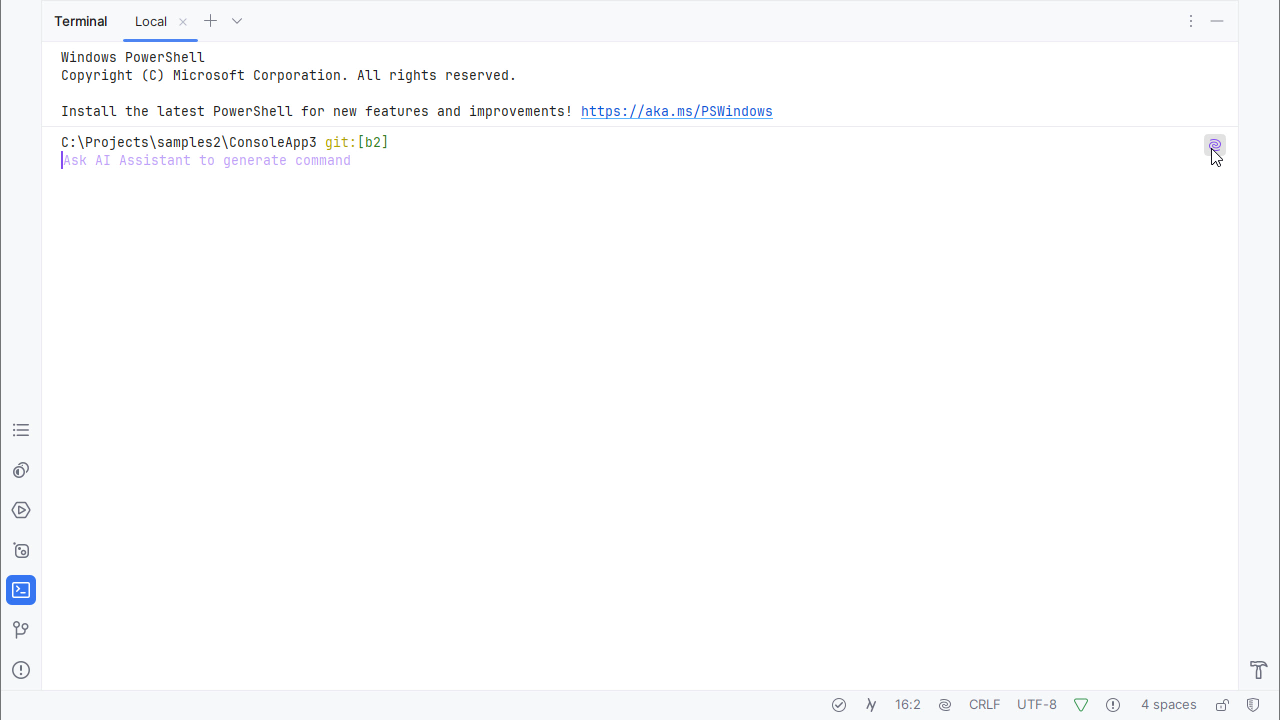 Terminal
Local
Windows PowerShell
Copyright (C) Microsoft Corporation. All rights reserved.
Install the latest PowerShell for new features and improvements! https://aka.ms/PSWindows
C:\Projects\samples2\ConsoleApp3 git:[b2]
Ask AI Assistant to generate command
16:2 CRLF UTF-8 4 spaces